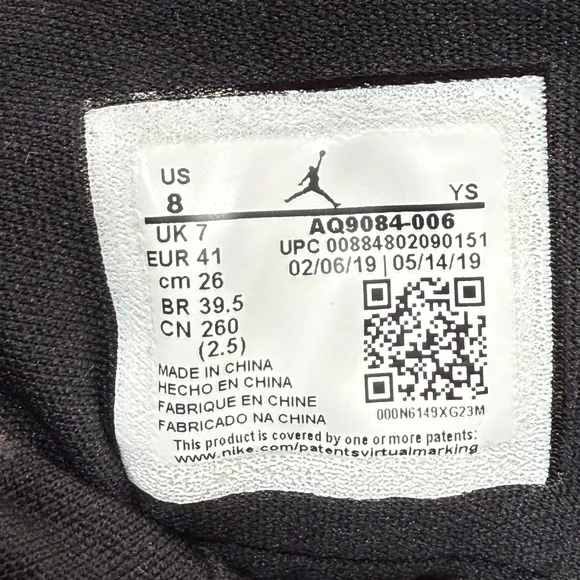 US
8
YS
UK 7
AQ9084-006
EUR 41
UPC 00884802090151
cm 26
02/06/19 | 05/14/19
BR 39.5
CN 260
(2.5)
MADE IN CHINA
HECHO EN CHINA
FABRIQUE EN CHINE
FABRICADO NA CHINA
000N6149XG23M
This product is covered by one or more patents:
www.nike.com/patentsvirtualmarking